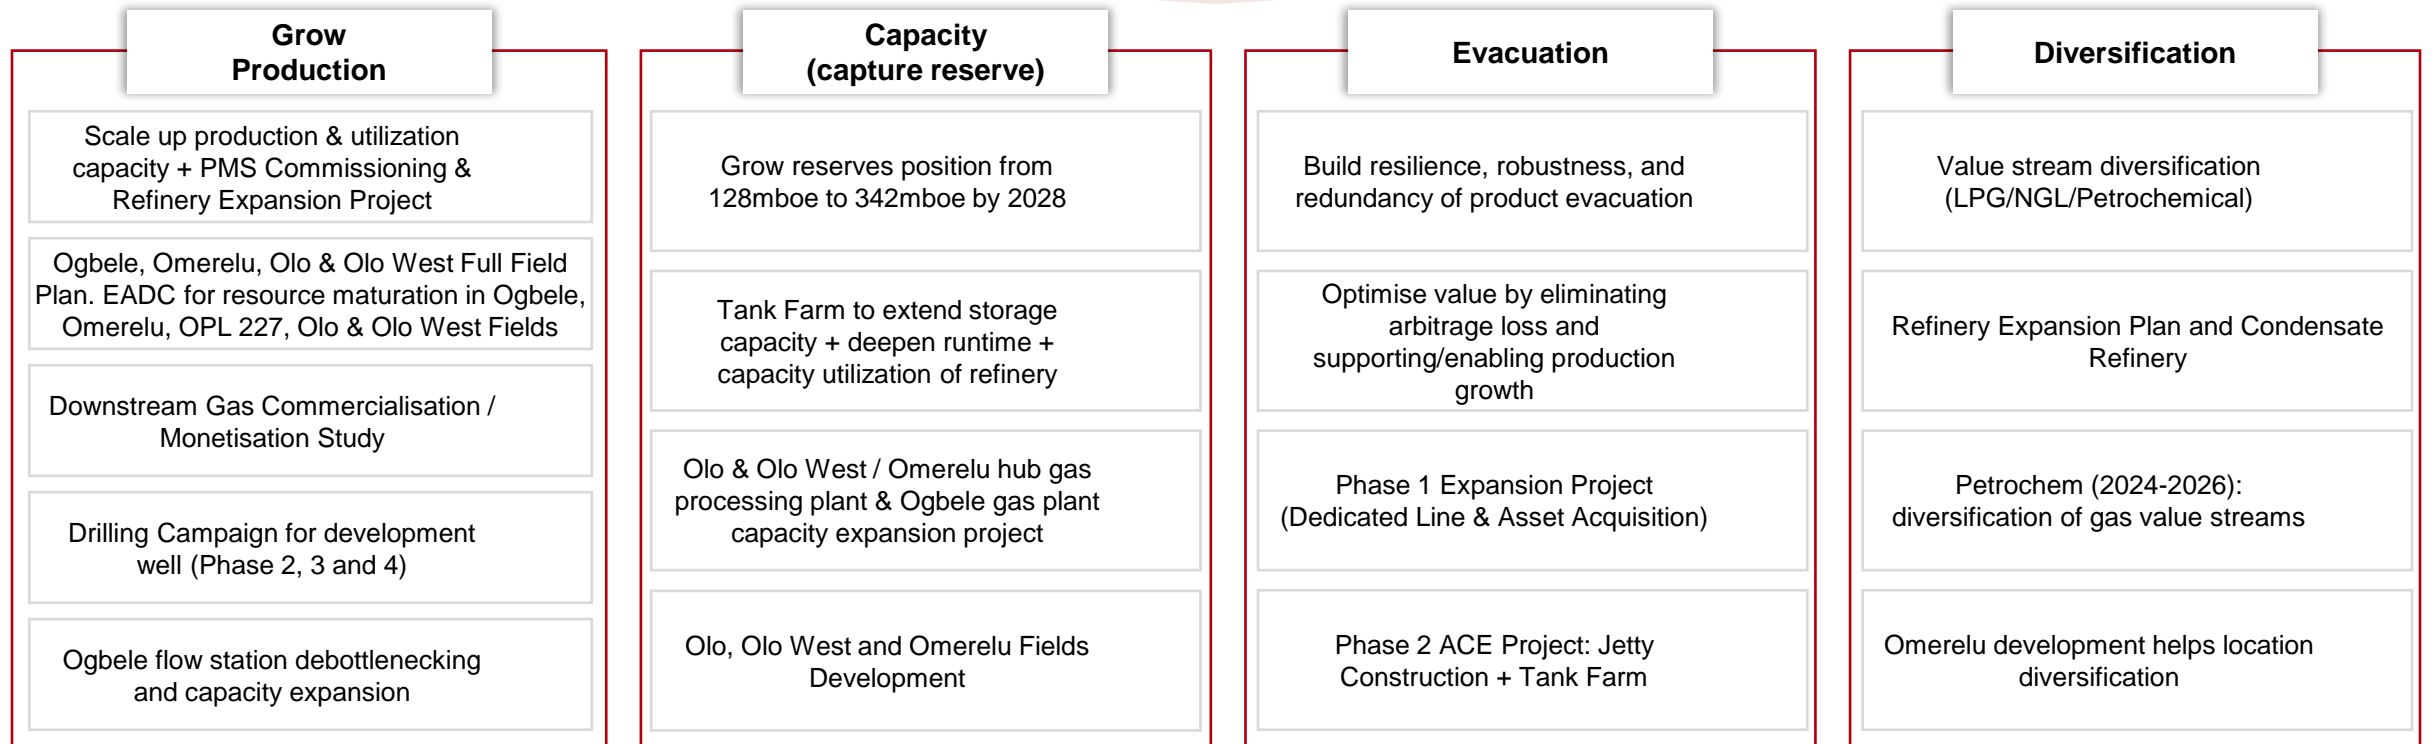 Grow
Production
Scale up production & utilization
capacity + PMS Commissioning &
Refinery Expansion Project
Ogbele, Omerelu, Olo & Olo West Full Field
Plan. EADC for resource maturation in Ogbele,
Omerelu, OPL 227, Olo & Olo West Fields
Downstream Gas Commercialisation /
Monetisation Study
Drilling Campaign for development
well (Phase 2, 3 and 4)
Ogbele flow station debottlenecking
and capacity expansion
Capacity
(capture reserve)
Grow reserves position from
128mboe to 342mboe by 2028
Tank Farm to extend storage
capacity + deepen runtime +
capacity utilization of refinery
Olo & Olo West / Omerelu hub gas
processing plant & Ogbele gas plant
capacity expansion project
Olo, Olo West and Omerelu Fields
Development
Evacuation
Build resilience, robustness, and
redundancy of product evacuation
Optimise value by eliminating
arbitrage loss and
supporting/enabling production
growth
Phase 1 Expansion Project
(Dedicated Line & Asset Acquisition)
Phase 2 ACE Project: Jetty
Construction + Tank Farm
Diversification
Value stream diversification
(LPG/NGL/Petrochemical)
Refinery Expansion Plan and Condensate
Refinery
Petrochem (2024-2026):
diversification of gas value streams
Omerelu development helps location
diversification